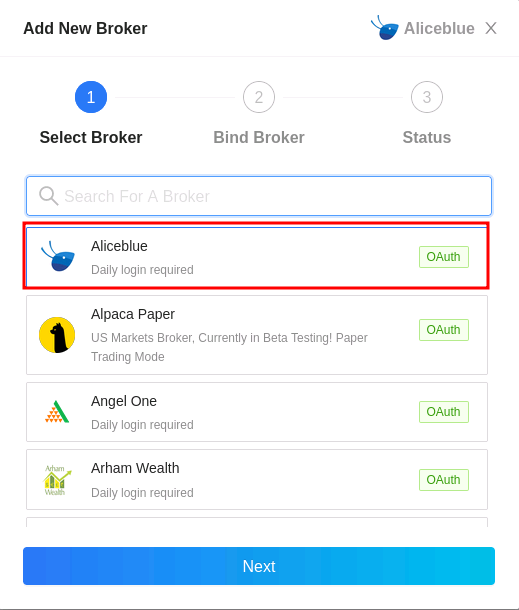 Add New Broker
Aliceblue
1
2
3
Select Broker
Bind Broker
Status
Search For A Broker
Aliceblue
Daily login required
OAuth
Alpaca Paper
US Markets Broker, Currently in Beta Testing! Paper
Trading Mode
OAuth
Angel One
Daily login required
OAuth
Arham
Wealth
Arham Wealth
Daily login required
OAuth
Next